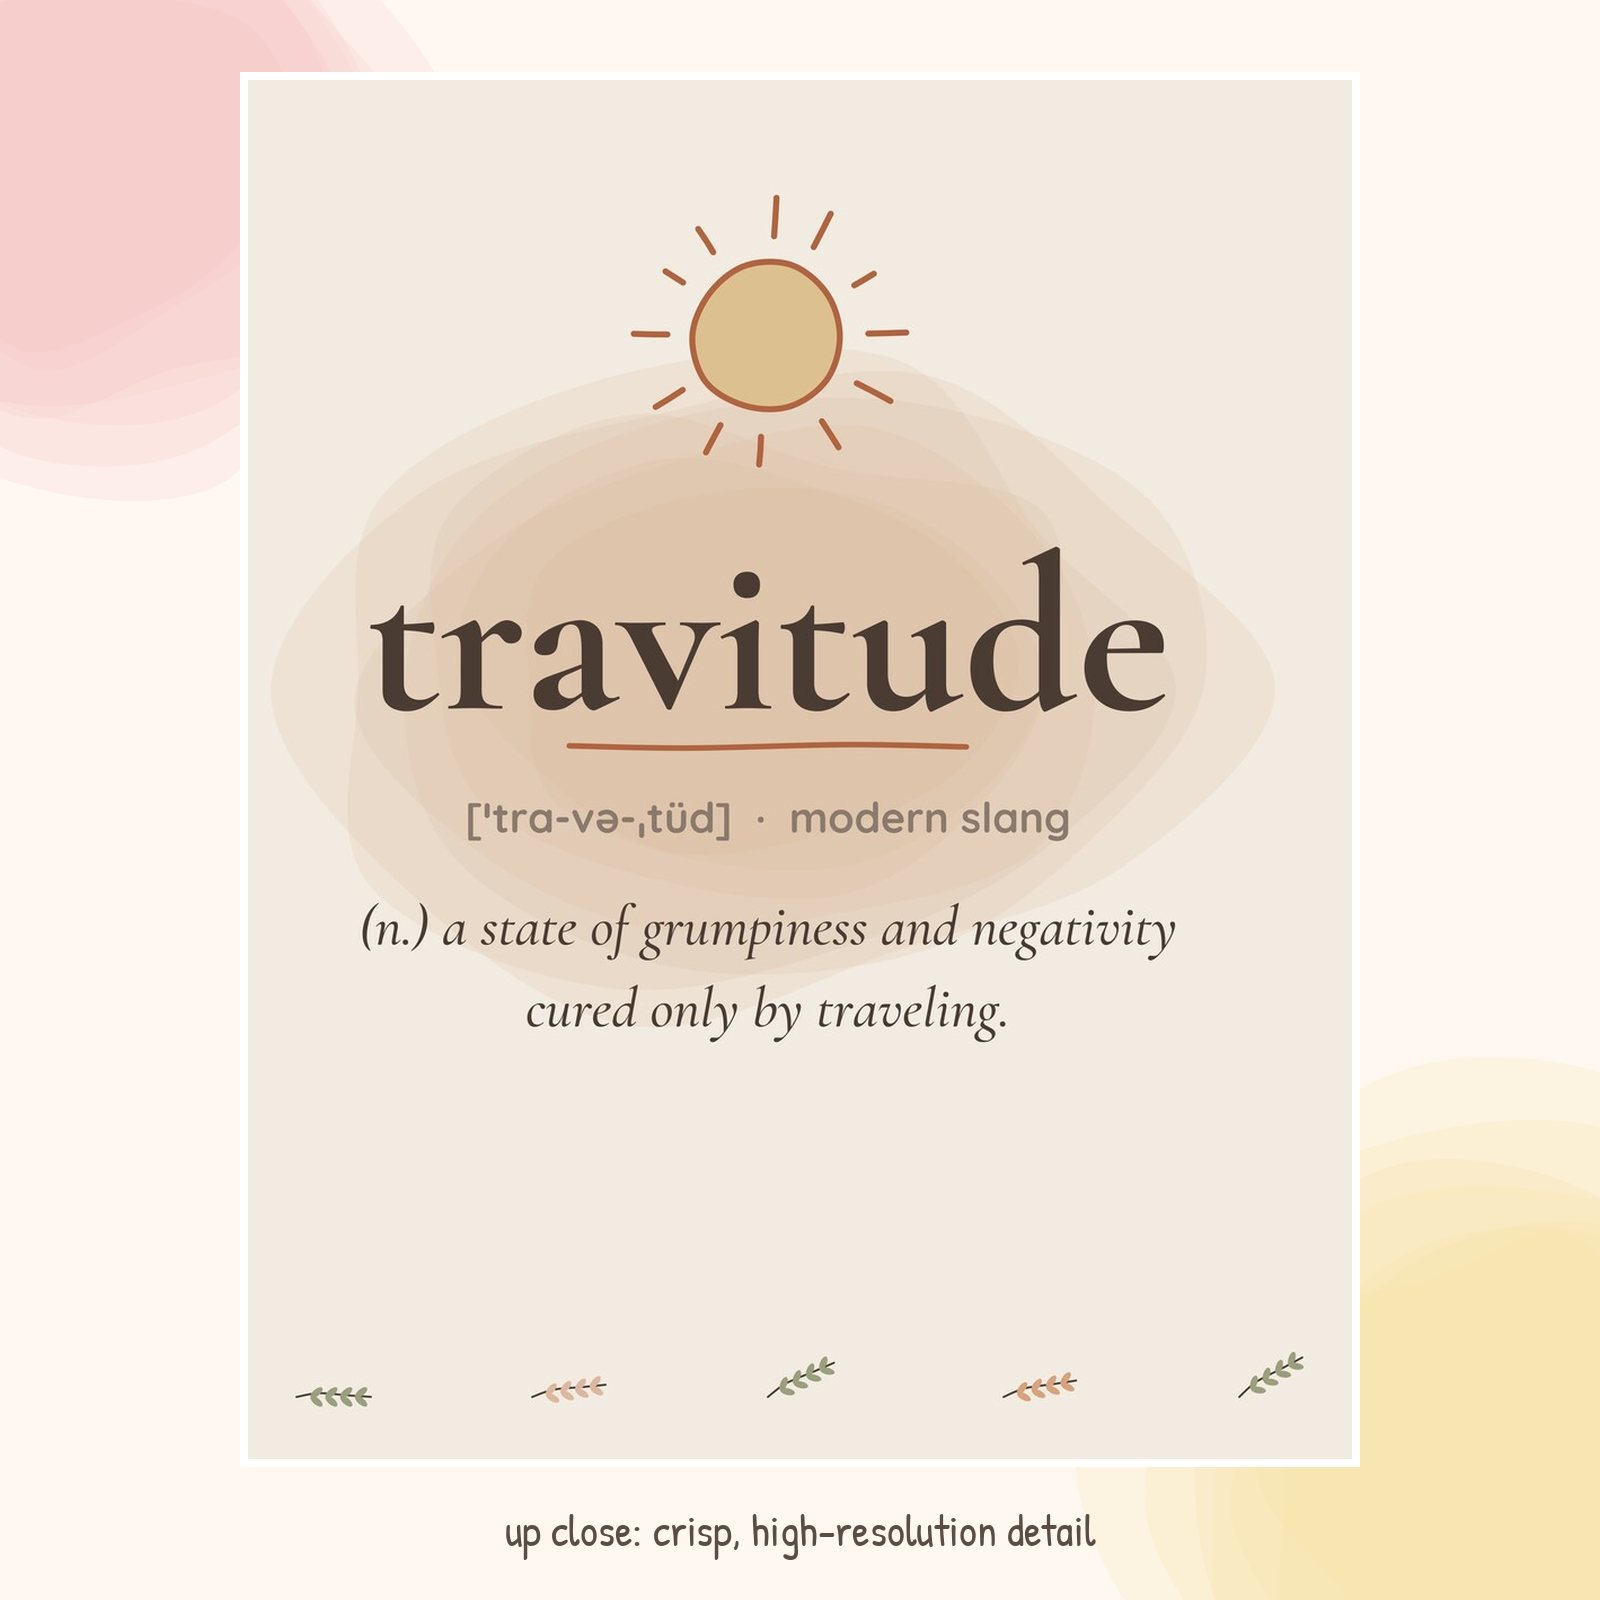 travitude
[ˈtra-və-ˌtüd] · modern slang
(n.) a state of grumpiness and negativity
cured only by traveling.
up close: crisp, high-resolution detail